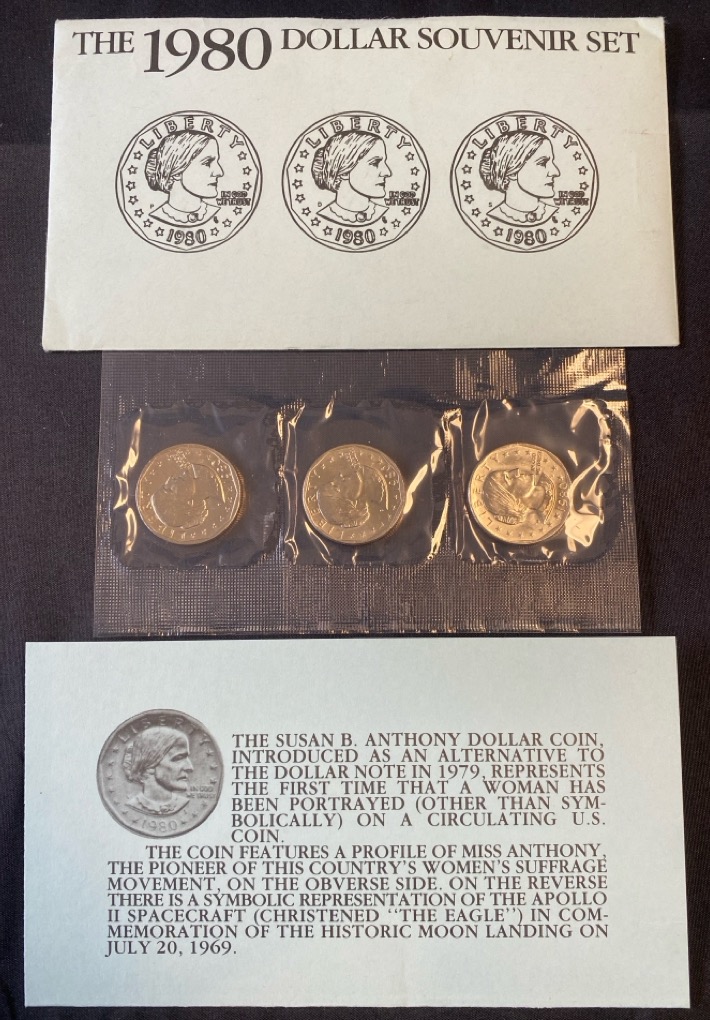 THE 1980 DOLLAR SOUVENIR SET
LIBERTY
IN GOD
WE TRUST
P
1980
LIBERTY
IN GOD
WE TRUST
D
1980
LIBERTY
IN GOD
WE TRUST
S
1980
LIBERTY
LIBERTY
LIBERTY
LIBERTY
IN GOD
WE TRUST
1980
THE SUSAN B. ANTHONY DOLLAR COIN,
INTRODUCED AS AN ALTERNATIVE TO
THE DOLLAR NOTE IN 1979, REPRESENTS
THE FIRST TIME THAT A WOMAN HAS
BEEN PORTRAYED (OTHER THAN SYM-
BOLICALLY) ON A CIRCULATING U.S.
COIN.
THE COIN FEATURES A PROFILE OF MISS ANTHONY,
THE PIONEER OF THIS COUNTRY'S WOMEN'S SUFFRAGE
MOVEMENT, ON THE OBVERSE SIDE. ON THE REVERSE
THERE IS A SYMBOLIC REPRESENTATION OF THE APOLLO
II SPACECRAFT (CHRISTENED "THE EAGLE") IN COM-
MEMORATION OF THE HISTORIC MOON LANDING ON
JULY 20, 1969.